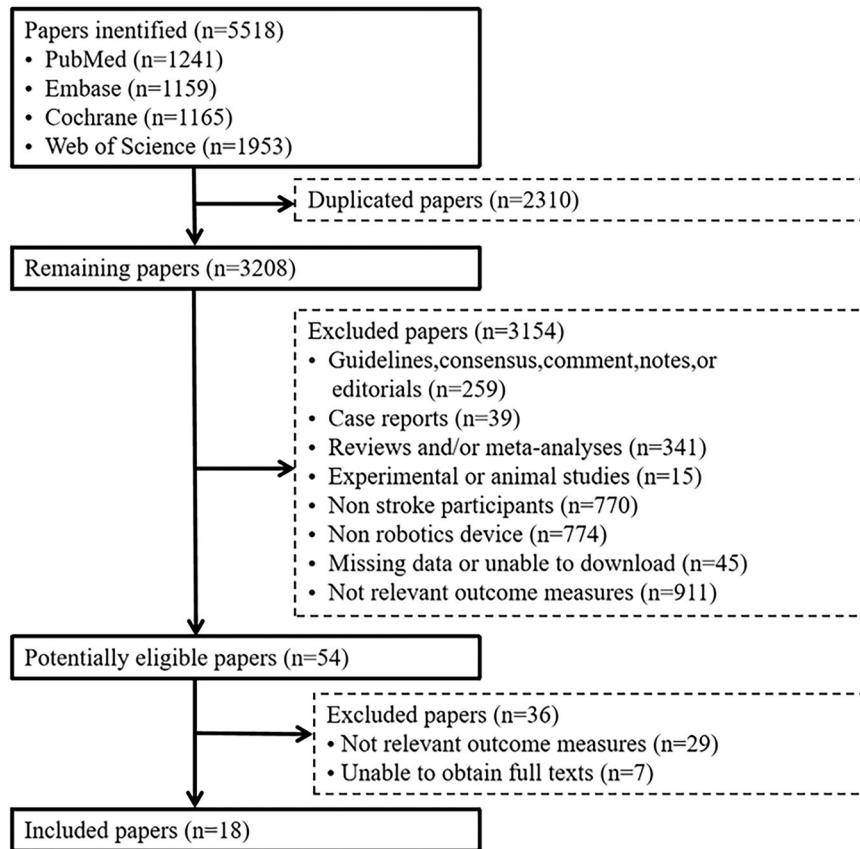 Papers inentified (n=5518)
• PubMed (n=1241)
• Embase (n=1159)
• Cochrane (n=1165)
• Web of Science (n=1953)
Duplicated papers (n=2310)
Remaining papers (n=3208)
Excluded papers (n=3154)
• Guidelines,consensus,comment,notes,or
editorials (n=259)
• Case reports (n=39)
• Reviews and/or meta-analyses (n=341)
• Experimental or animal studies (n=15)
• Non stroke participants (n=770)
• Non robotics device (n=774)
• Missing data or unable to download (n=45)
• Not relevant outcome measures (n=911)
Potentially eligible papers (n=54)
Excluded papers (n=36)
• Not relevant outcome measures (n=29)
• Unable to obtain full texts (n=7)
Included papers (n=18)